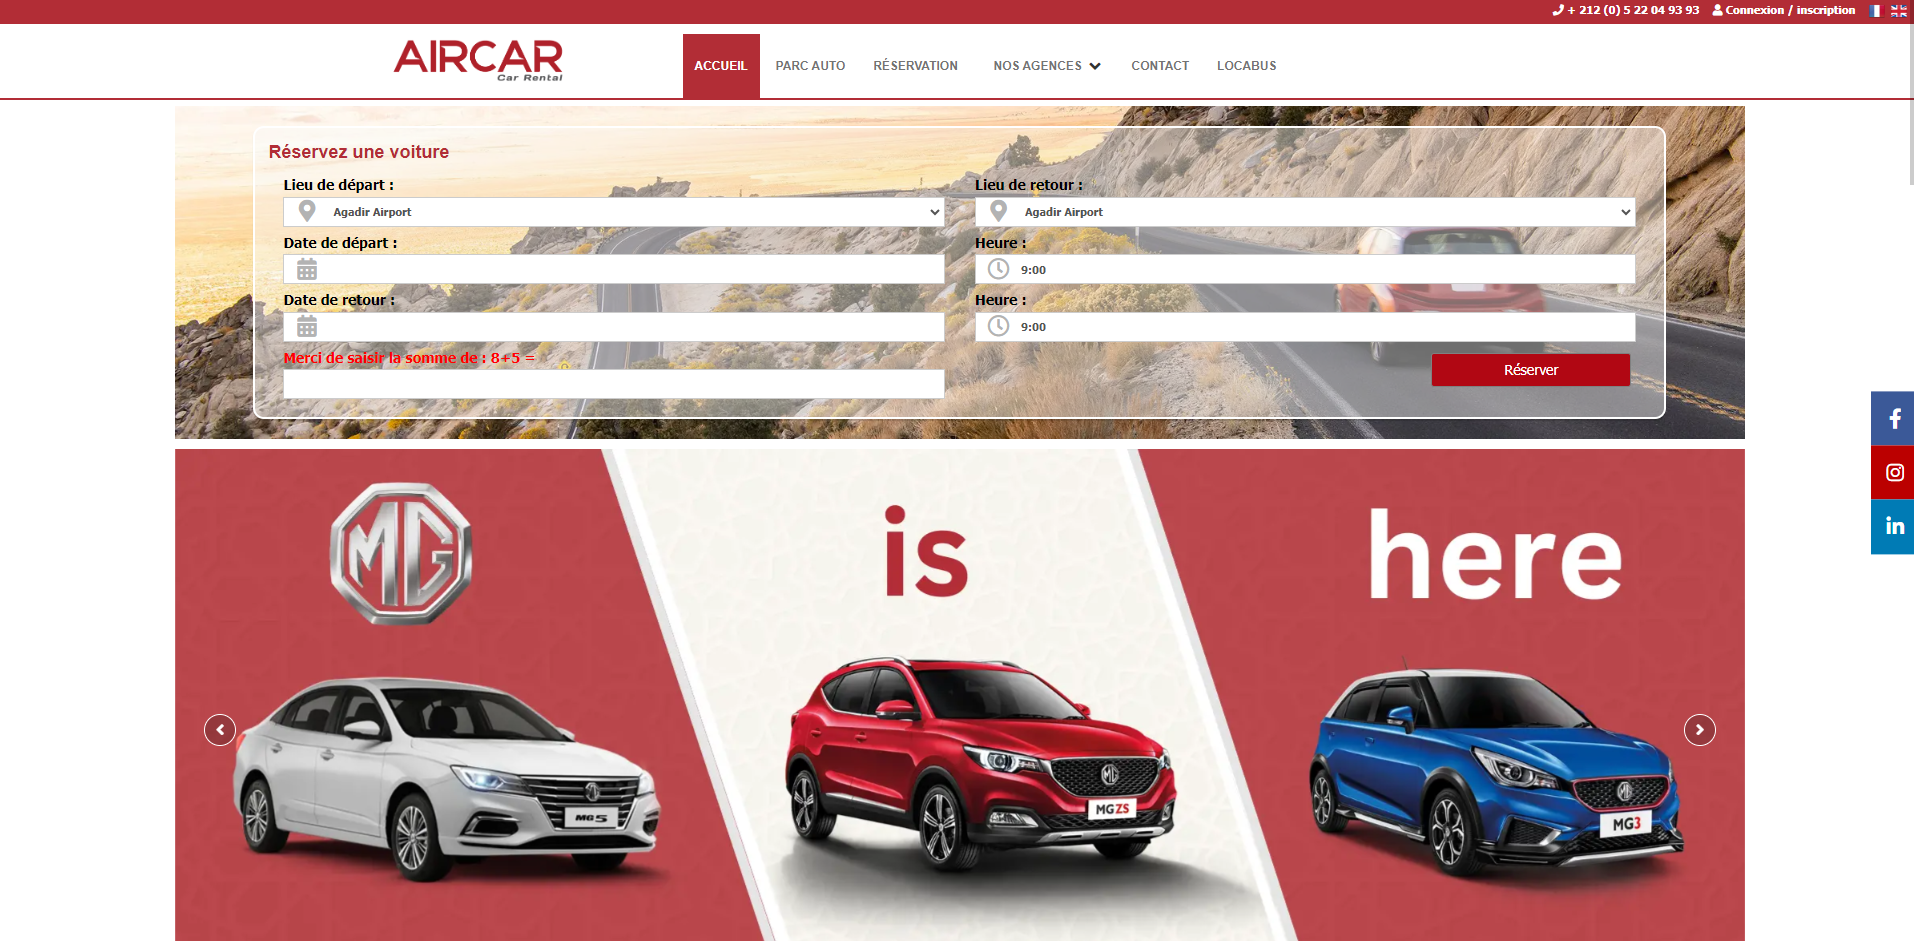 + 212 (0) 5 22 04 93 93 Connexion / inscription
AIRCAR
Car Rental
ACCUEIL PARC AUTO RÉSERVATION NOS AGENCES CONTACT LOCABUS
Réservez une voiture
Lieu de départ : Lieu de retour :
Agadir Airport Agadir Airport
Date de départ : Heure :
9:00
Date de retour : Heure :
9:00
Merci de saisir la somme de : 8+5 =
Réserver
MG is here
MG
MG
MG
MG5
MGZS
MG3